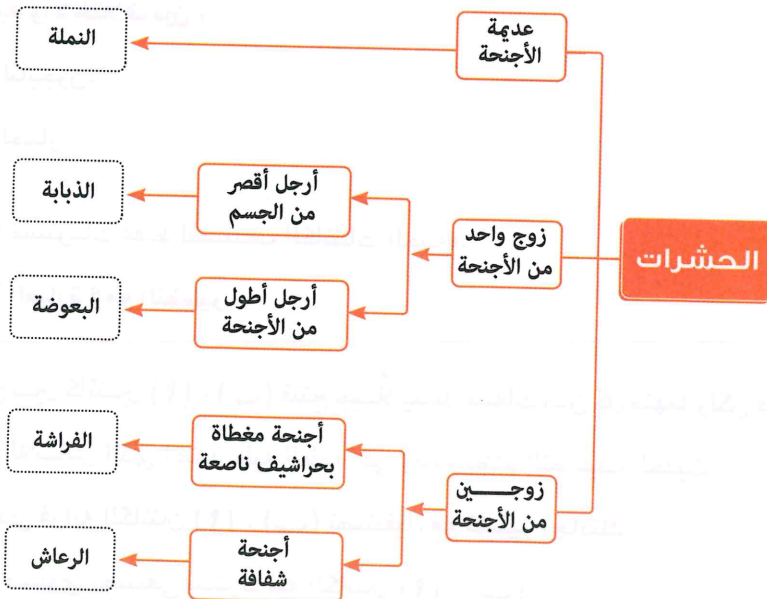 الحشرات
عديمة
الأجنحة
النملة
زوج واحد
من الأجنحة
أرجل أقصر
من الجسم
الذبابة
أرجل أطول
من الأجنحة
البعوضة
زوجـــــين
من الأجنحة
أجنحة مغطاة
بحراشيف ناصعة
الفراشة
أجنحة
شفافة
الرعاش